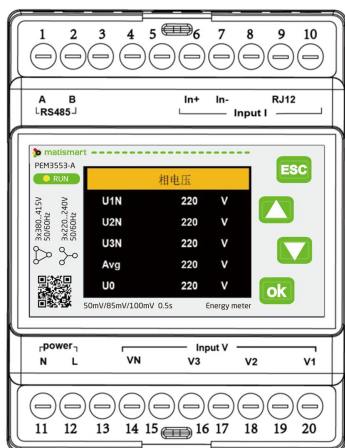 1 2 3 4 5 6 7 8 9 10
A B In+ In- RJ12
RS485 Input I
matismart
PEM3553-A
RUN
ESC
相电压
3x380..415V
50/60Hz
3x220..240V
50/60Hz
U1N 220 V
U2N 220 V
U3N 220 V
Avg 220 V
U0 220 V
ok
50mV/85mV/100mV 0.5s Energy meter
power Input V
N L VN V3 V2 V1
11 12 13 14 15 16 17 18 19 20